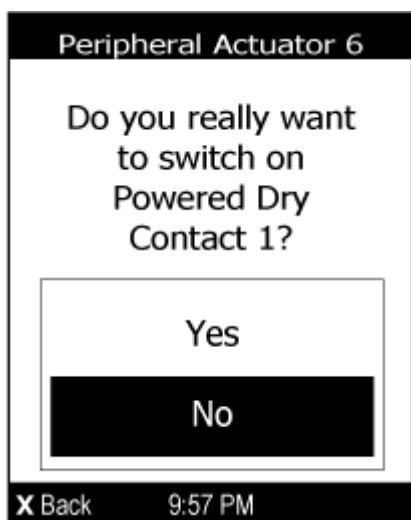 Peripheral Actuator 6
Do you really want
to switch on
Powered Dry
Contact 1?
Yes
No
X Back 9:57 PM